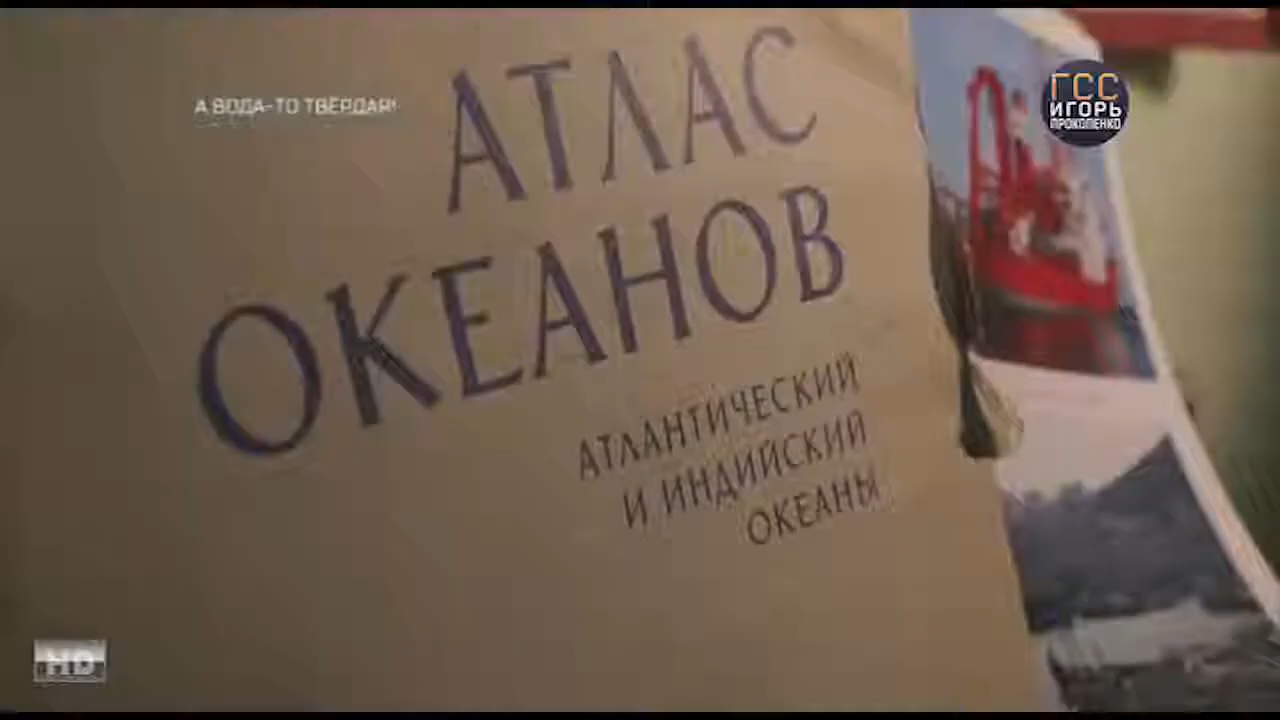 А ВОДА-ТО ТВЁРДАЯ!
ГСС
ИГОРЬ
ПРОКОПЕНКО
АТЛАС
ОКЕАНОВ
АТЛАНТИЧЕСКИЙ
И ИНДИЙСКИЙ
ОКЕАНЫ
HD